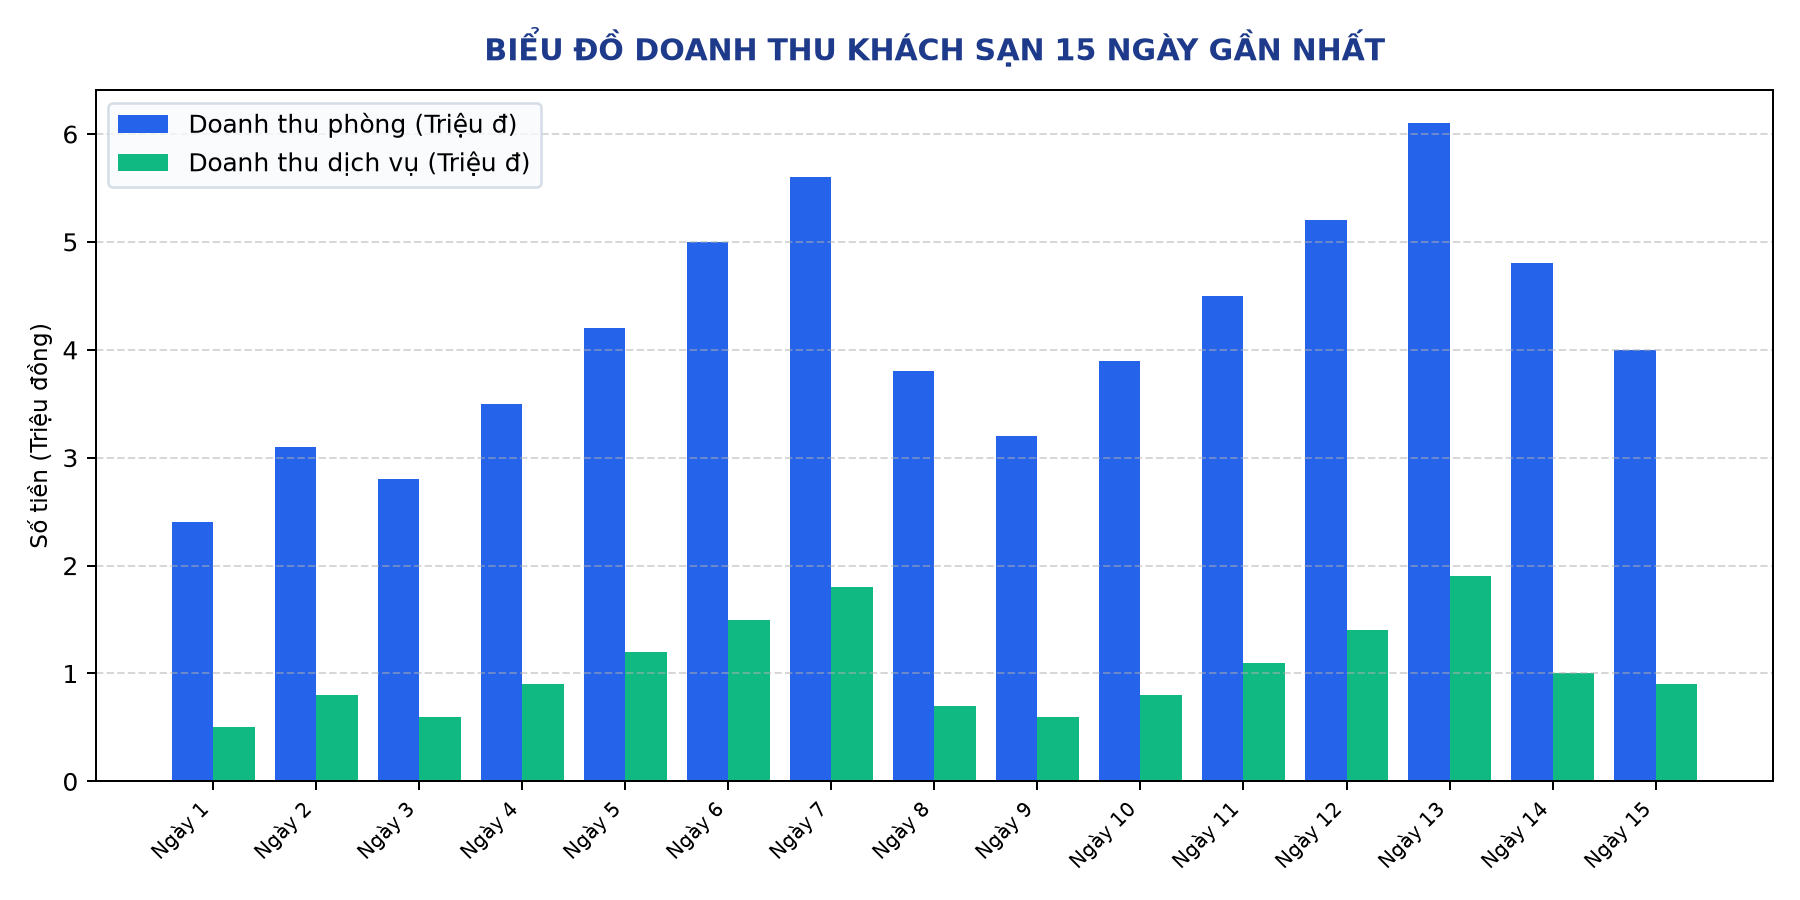 BIỂU ĐỒ DOANH THU KHÁCH SẠN 15 NGÀY GẦN NHẤT
Doanh thu phòng (Triệu đ)
Doanh thu dịch vụ (Triệu đ)
Số tiền (Triệu đồng)
6
5
4
3
2
1
0
Ngày 1
Ngày 2
Ngày 3
Ngày 4
Ngày 5
Ngày 6
Ngày 7
Ngày 8
Ngày 9
Ngày 10
Ngày 11
Ngày 12
Ngày 13
Ngày 14
Ngày 15